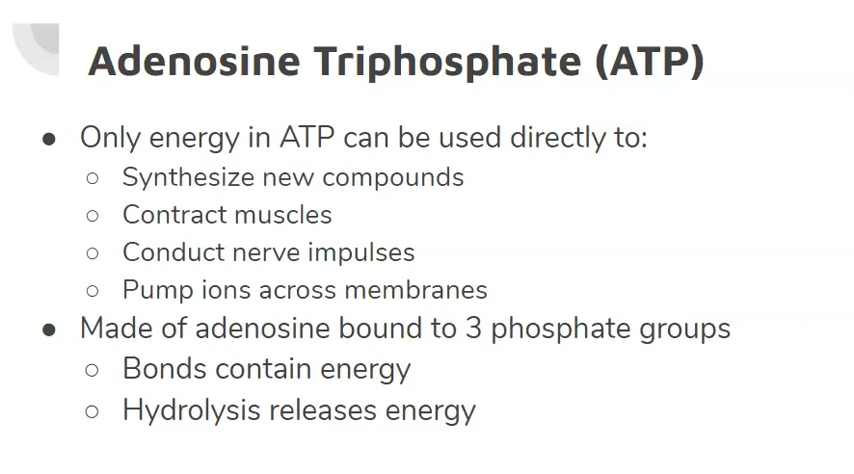 Adenosine Triphosphate (ATP)
● Only energy in ATP can be used directly to:
○ Synthesize new compounds
○ Contract muscles
○ Conduct nerve impulses
○ Pump ions across membranes
● Made of adenosine bound to 3 phosphate groups
○ Bonds contain energy
○ Hydrolysis releases energy